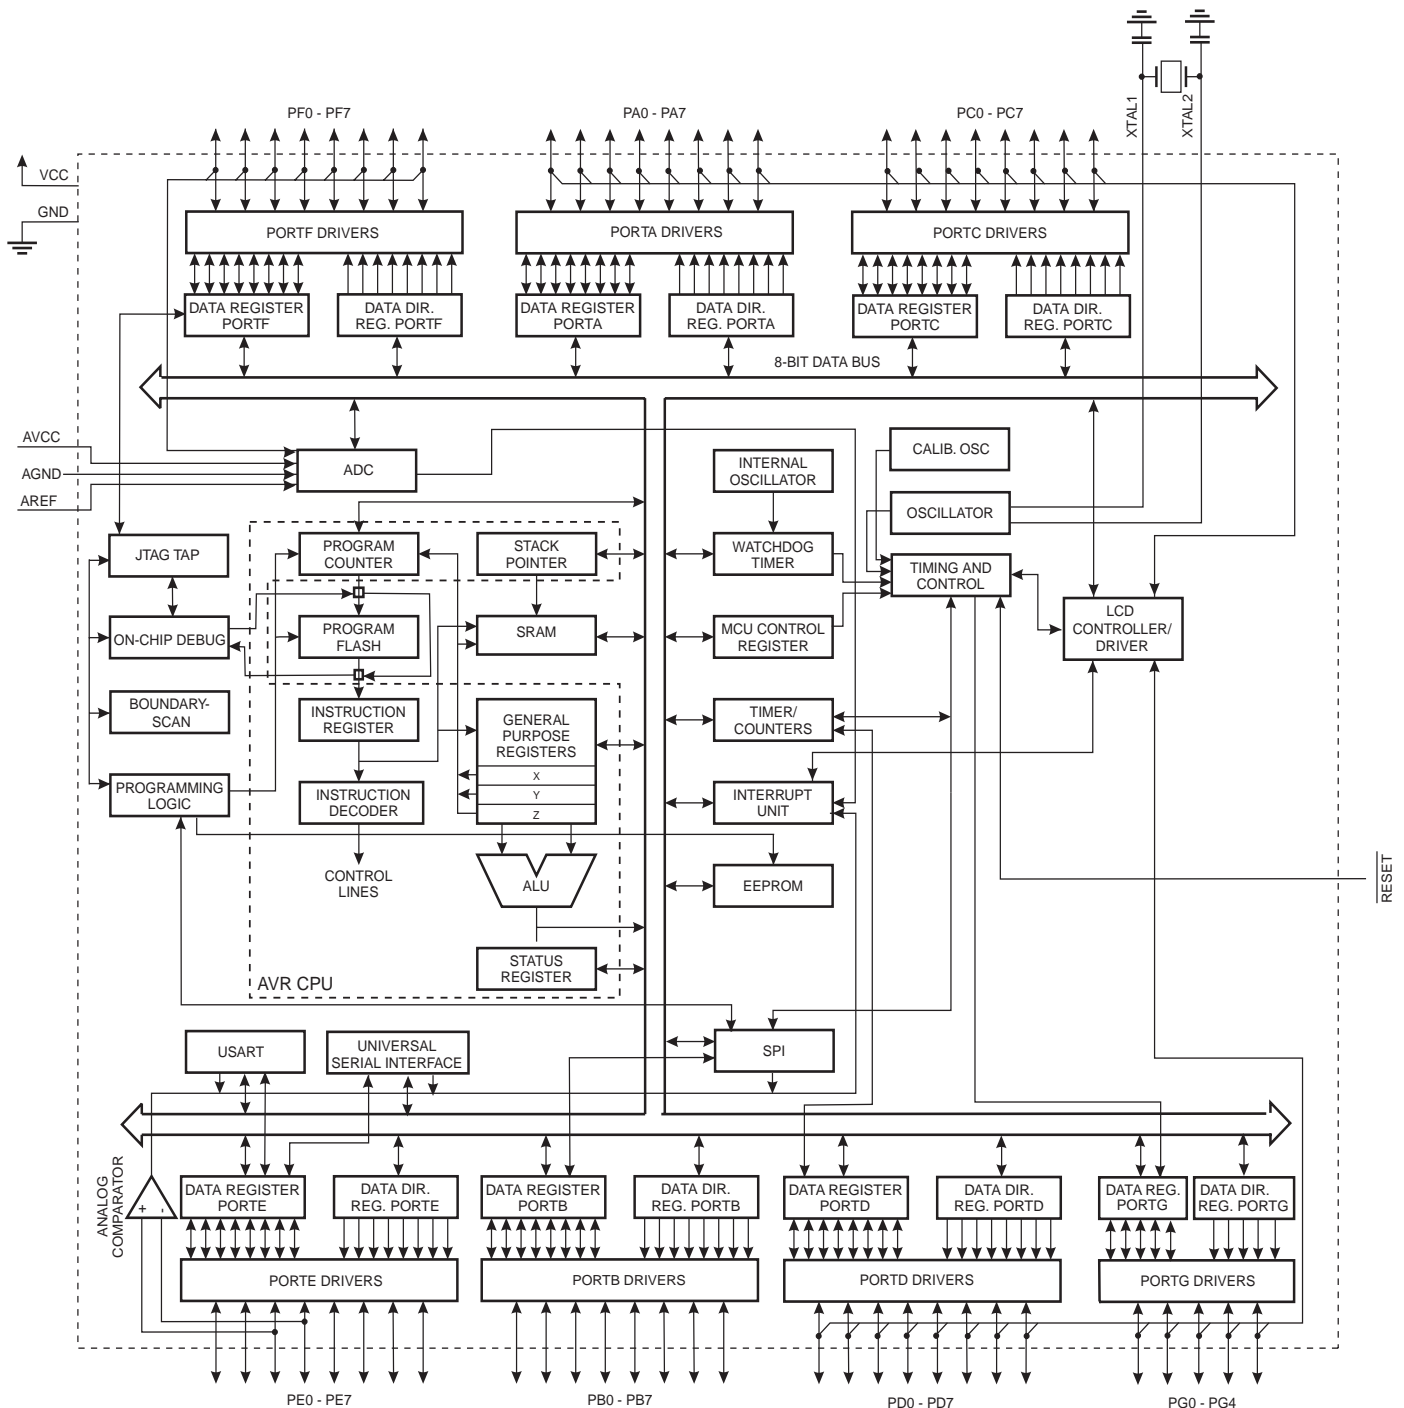 XTAL1
XTAL2
PF0 - PF7
PA0 - PA7
PC0 - PC7
VCC
GND
PORTF DRIVERS
PORTA DRIVERS
PORTC DRIVERS
DATA REGISTER
PORTF
DATA DIR.
REG. PORTF
DATA REGISTER
PORTA
DATA DIR.
REG. PORTA
DATA REGISTER
PORTC
DATA DIR.
REG. PORTC
8-BIT DATA BUS
AVCC
AGND
AREF
ADC
INTERNAL
OSCILLATOR
CALIB. OSC
OSCILLATOR
JTAG TAP
PROGRAM
COUNTER
STACK
POINTER
WATCHDOG
TIMER
TIMING AND
CONTROL
LCD
CONTROLLER/
DRIVER
ON-CHIP DEBUG
PROGRAM
FLASH
SRAM
MCU CONTROL
REGISTER
BOUNDARY-
SCAN
INSTRUCTION
REGISTER
GENERAL
PURPOSE
REGISTERS
X
Y
Z
TIMER/
COUNTERS
PROGRAMMING
LOGIC
INSTRUCTION
DECODER
INTERRUPT
UNIT
CONTROL
LINES
ALU
EEPROM
RESET
STATUS
REGISTER
AVR CPU
USART
UNIVERSAL
SERIAL INTERFACE
SPI
ANALOG
COMPARATOR
+
-
DATA REGISTER
PORTE
DATA DIR.
REG. PORTE
DATA REGISTER
PORTB
DATA DIR.
REG. PORTB
DATA REGISTER
PORTD
DATA DIR.
REG. PORTD
DATA REG.
PORTG
DATA DIR.
REG. PORTG
PORTE DRIVERS
PORTB DRIVERS
PORTD DRIVERS
PORTG DRIVERS
PE0 - PE7
PB0 - PB7
PD0 - PD7
PG0 - PG4